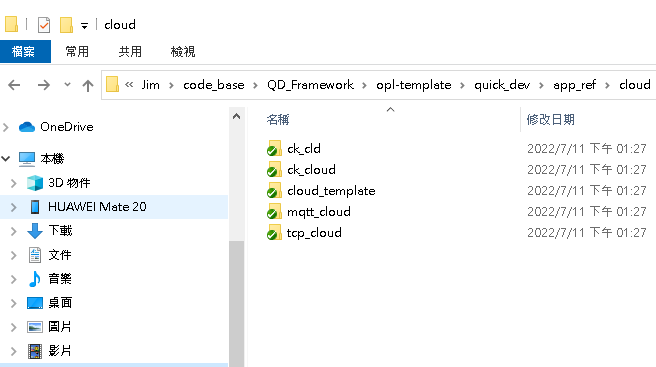 cloud
檔案 常用 共用 檢視
« Jim > code_base > QD_Framework > opl-template > quick_dev > app_ref > cloud
OneDrive
本機
3D 物件
HUAWEI Mate 20
下載
文件
音樂
桌面
圖片
影片
名稱 修改日期
ck_cld 2022/7/11 下午 01:27
ck_cloud 2022/7/11 下午 01:27
cloud_template 2022/7/11 下午 01:27
mqtt_cloud 2022/7/11 下午 01:27
tcp_cloud 2022/7/11 下午 01:27